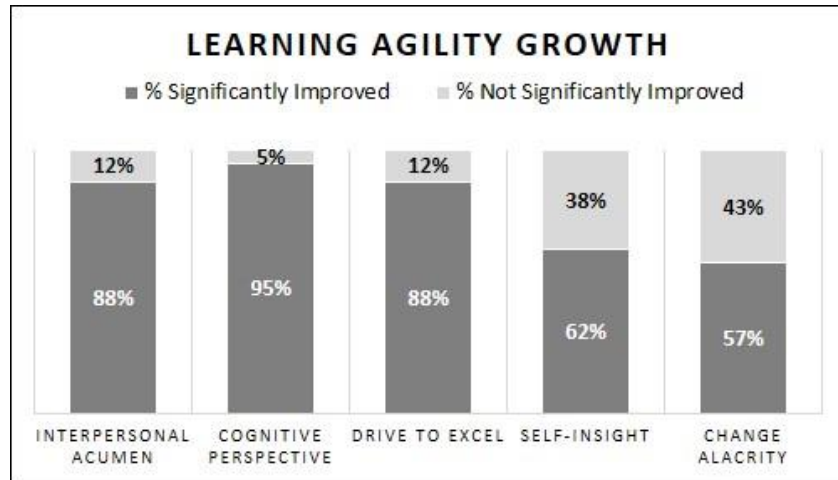 LEARNING AGILITY GROWTH
% Significantly Improved % Not Significantly Improved
12% 5% 12% 38% 43%
88% 95% 88% 62% 57%
INTERPERSONAL ACUMEN
COGNITIVE PERSPECTIVE
DRIVE TO EXCEL
SELF-INSIGHT
CHANGE ALACRITY